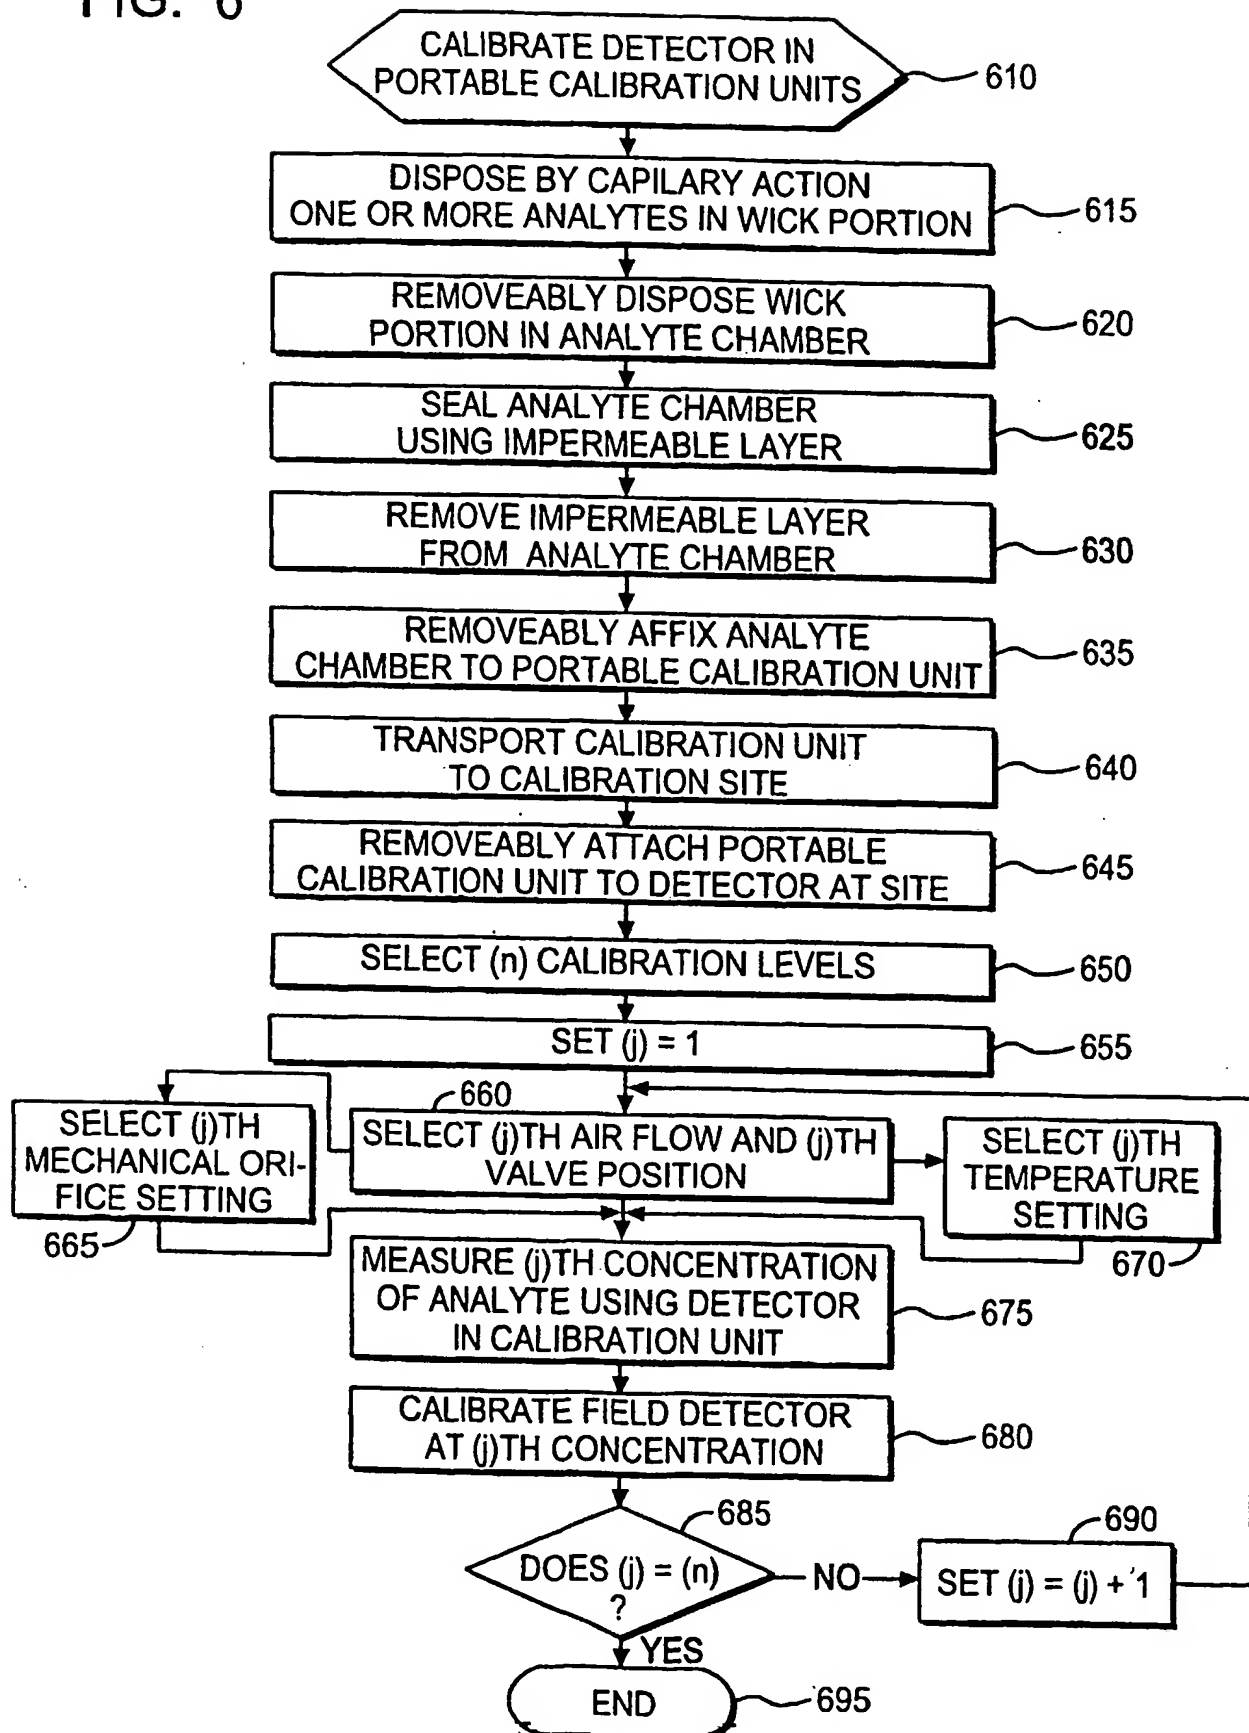 FIG. 6
CALIBRATE DETECTOR IN
PORTABLE CALIBRATION UNITS
610
DISPOSE BY CAPILARY ACTION
ONE OR MORE ANALYTES IN WICK PORTION
615
REMOVEABLY DISPOSE WICK
PORTION IN ANALYTE CHAMBER
620
SEAL ANALYTE CHAMBER
USING IMPERMEABLE LAYER
625
REMOVE IMPERMEABLE LAYER
FROM ANALYTE CHAMBER
630
REMOVEABLY AFFIX ANALYTE
CHAMBER TO PORTABLE CALIBRATION UNIT
635
TRANSPORT CALIBRATION UNIT
TO CALIBRATION SITE
640
REMOVEABLY ATTACH PORTABLE
CALIBRATION UNIT TO DETECTOR AT SITE
645
SELECT (n) CALIBRATION LEVELS
650
SET (j) = 1
655
660
SELECT (j)TH AIR FLOW AND (j)TH
VALVE POSITION
SELECT (j)TH
MECHANICAL ORI-
FICE SETTING
665
SELECT (j)TH
TEMPERATURE
SETTING
670
MEASURE (j)TH CONCENTRATION
OF ANALYTE USING DETECTOR
IN CALIBRATION UNIT
675
CALIBRATE FIELD DETECTOR
AT (j)TH CONCENTRATION
680
685
DOES (j) = (n)
?
NO
690
SET (j) = (j) + 1
YES
END
695